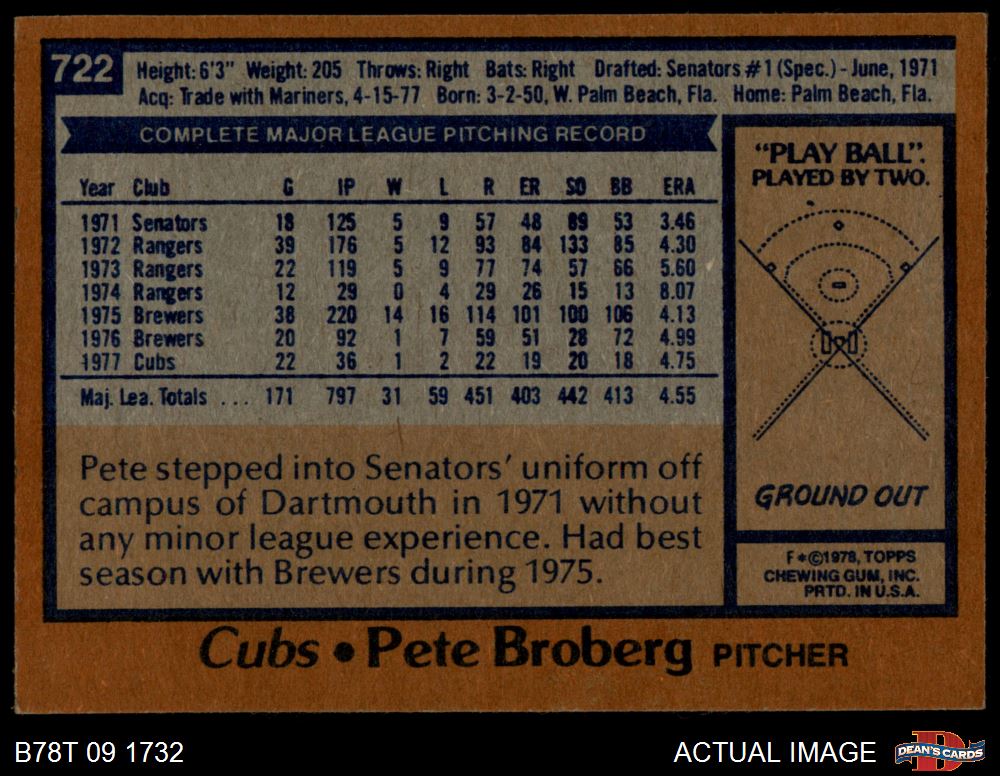 722
Height: 6'3" Weight: 205 Throws: Right Bats: Right Drafted: Senators #1 (Spec.) - June, 1971
Acq: Trade with Mariners, 4-15-77 Born: 3-2-50, W. Palm Beach, Fla. Home: Palm Beach, Fla.
COMPLETE MAJOR LEAGUE PITCHING RECORD
Year Club G IP W L R ER SO BB ERA
1971 Senators 18 125 5 9 57 48 89 53 3.46
1972 Rangers 39 176 5 12 93 84 133 85 4.30
1973 Rangers 22 119 5 9 77 74 57 66 5.60
1974 Rangers 12 29 0 4 29 26 15 13 8.07
1975 Brewers 38 220 14 16 114 101 100 106 4.13
1976 Brewers 20 92 1 7 59 51 28 72 4.99
1977 Cubs 22 36 1 2 22 19 20 18 4.75
Maj. Lea. Totals ... 171 797 31 59 451 403 442 413 4.55
Pete stepped into Senators' uniform off
campus of Dartmouth in 1971 without
any minor league experience. Had best
season with Brewers during 1975.
"PLAY BALL".
PLAYED BY TWO.
GROUND OUT
F*©1978, TOPPS
CHEWING GUM, INC.
PRTD. IN U.S.A.
Cubs • Pete Broberg PITCHER
B78T 09 1732
ACTUAL IMAGE
DEAN'S CARDS